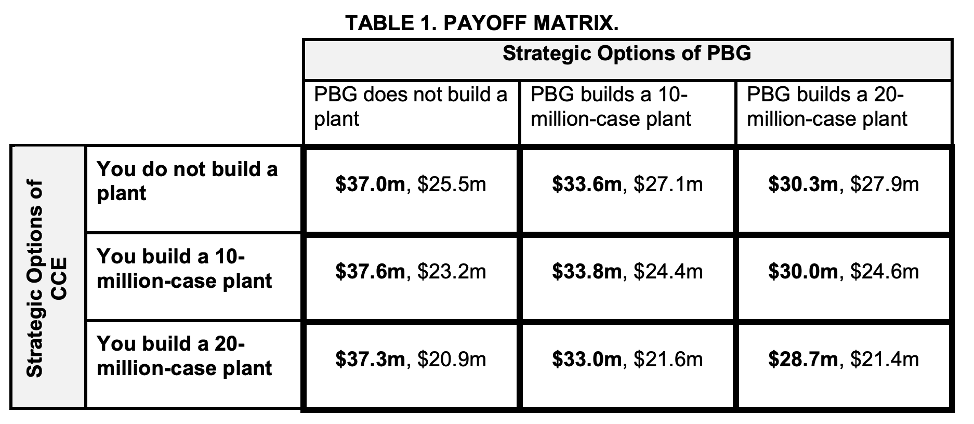 TABLE 1. PAYOFF MATRIX.
Strategic Options of PBG
PBG does not build a
plant
PBG builds a 10-
million-case plant
PBG builds a 20-
million-case plant
Strategic Options of
CCE
You do not build a
plant
$37.0m, $25.5m
$33.6m, $27.1m
$30.3m, $27.9m
You build a 10-
million-case plant
$37.6m, $23.2m
$33.8m, $24.4m
$30.0m, $24.6m
You build a 20-
million-case plant
$37.3m, $20.9m
$33.0m, $21.6m
$28.7m, $21.4m